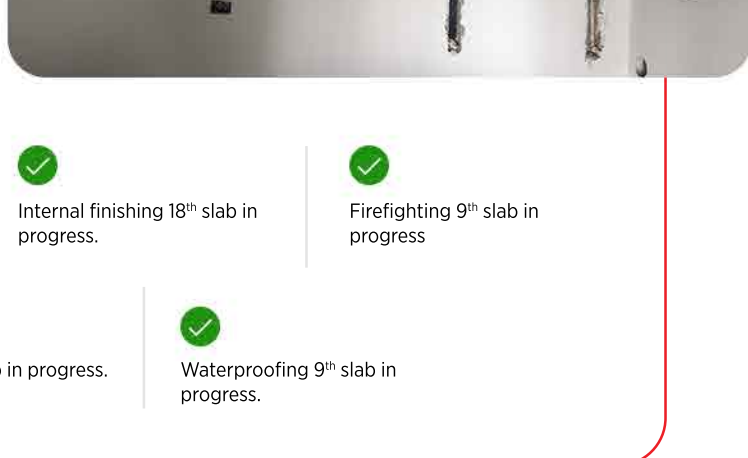 Internal finishing 18th slab in
progress.
Firefighting 9th slab in
progress
in progress.
Waterproofing 9th slab in
progress.